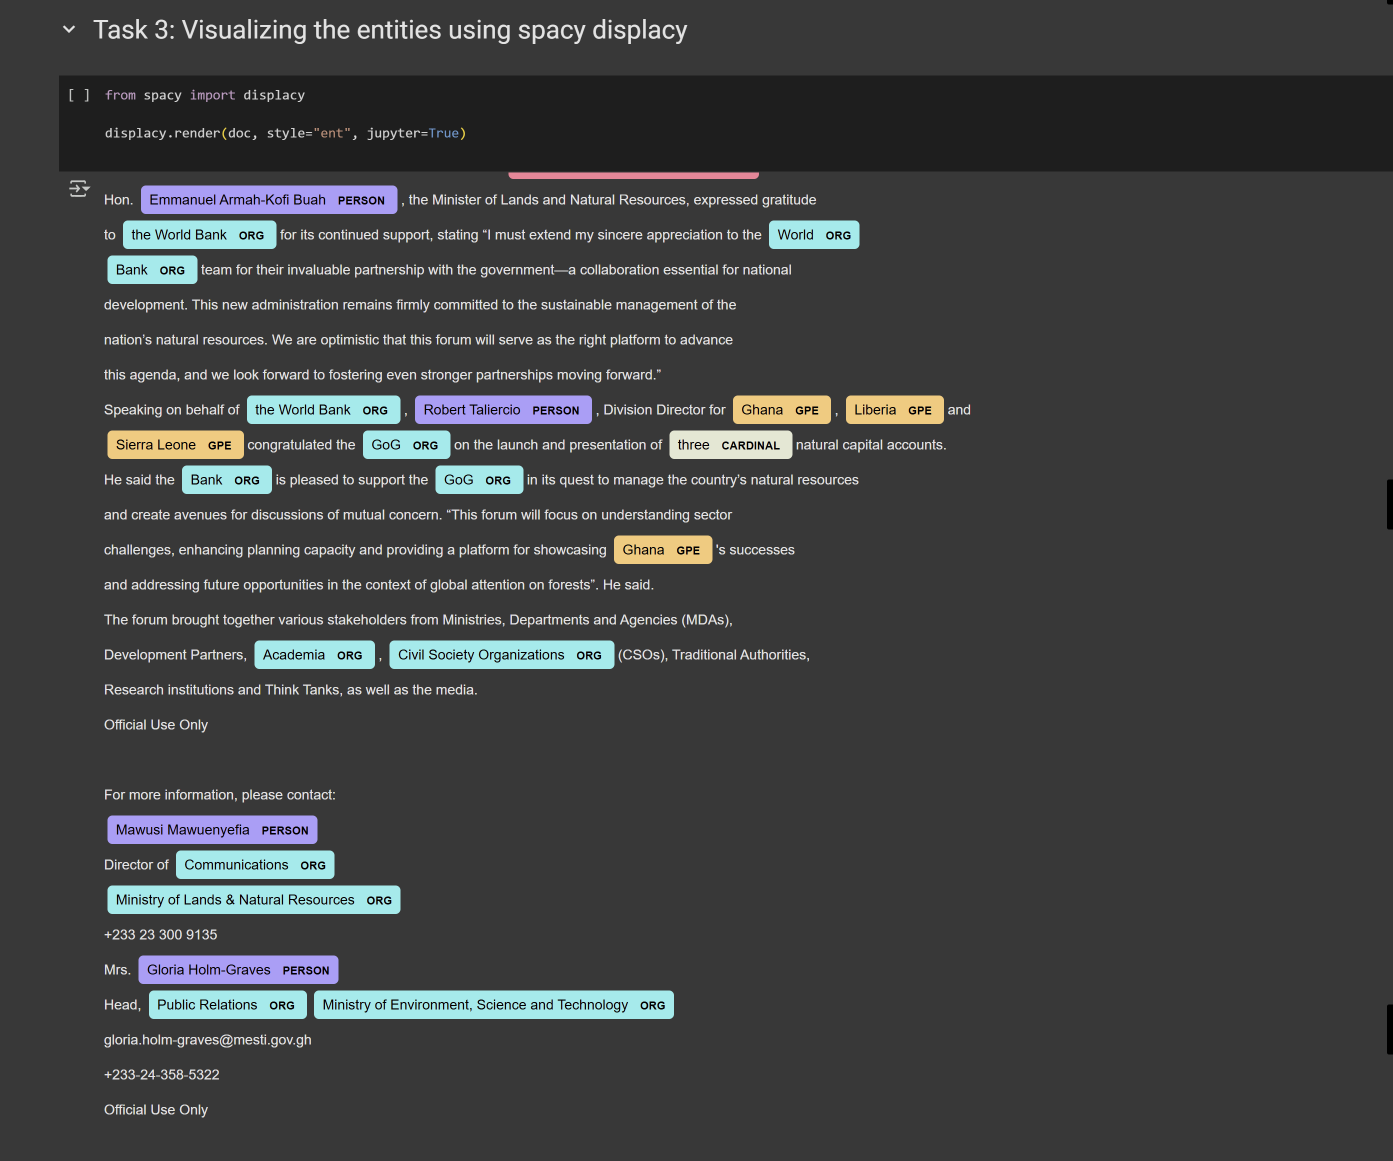 Task 3: Visualizing the entities using spacy displacy
[ ] from spacy import displacy
displacy.render(doc, style="ent", jupyter=True)
Hon. Emmanuel Armah-Kofi Buah PERSON , the Minister of Lands and Natural Resources, expressed gratitude
to the World Bank ORG for its continued support, stating “I must extend my sincere appreciation to the World ORG
Bank ORG team for their invaluable partnership with the government—a collaboration essential for national
development. This new administration remains firmly committed to the sustainable management of the
nation’s natural resources. We are optimistic that this forum will serve as the right platform to advance
this agenda, and we look forward to fostering even stronger partnerships moving forward.”
Speaking on behalf of the World Bank ORG , Robert Taliercio PERSON , Division Director for Ghana GPE , Liberia GPE and
Sierra Leone GPE congratulated the GoG ORG on the launch and presentation of three CARDINAL natural capital accounts.
He said the Bank ORG is pleased to support the GoG ORG in its quest to manage the country’s natural resources
and create avenues for discussions of mutual concern. “This forum will focus on understanding sector
challenges, enhancing planning capacity and providing a platform for showcasing Ghana GPE 's successes
and addressing future opportunities in the context of global attention on forests”. He said.
The forum brought together various stakeholders from Ministries, Departments and Agencies (MDAs),
Development Partners, Academia ORG , Civil Society Organizations ORG (CSOs), Traditional Authorities,
Research institutions and Think Tanks, as well as the media.
Official Use Only
For more information, please contact:
Mawusi Mawuenyefia PERSON
Director of Communications ORG
Ministry of Lands & Natural Resources ORG
+233 23 300 9135
Mrs. Gloria Holm-Graves PERSON
Head, Public Relations ORG Ministry of Environment, Science and Technology ORG
gloria.holm-graves@mesti.gov.gh
+233-24-358-5322
Official Use Only